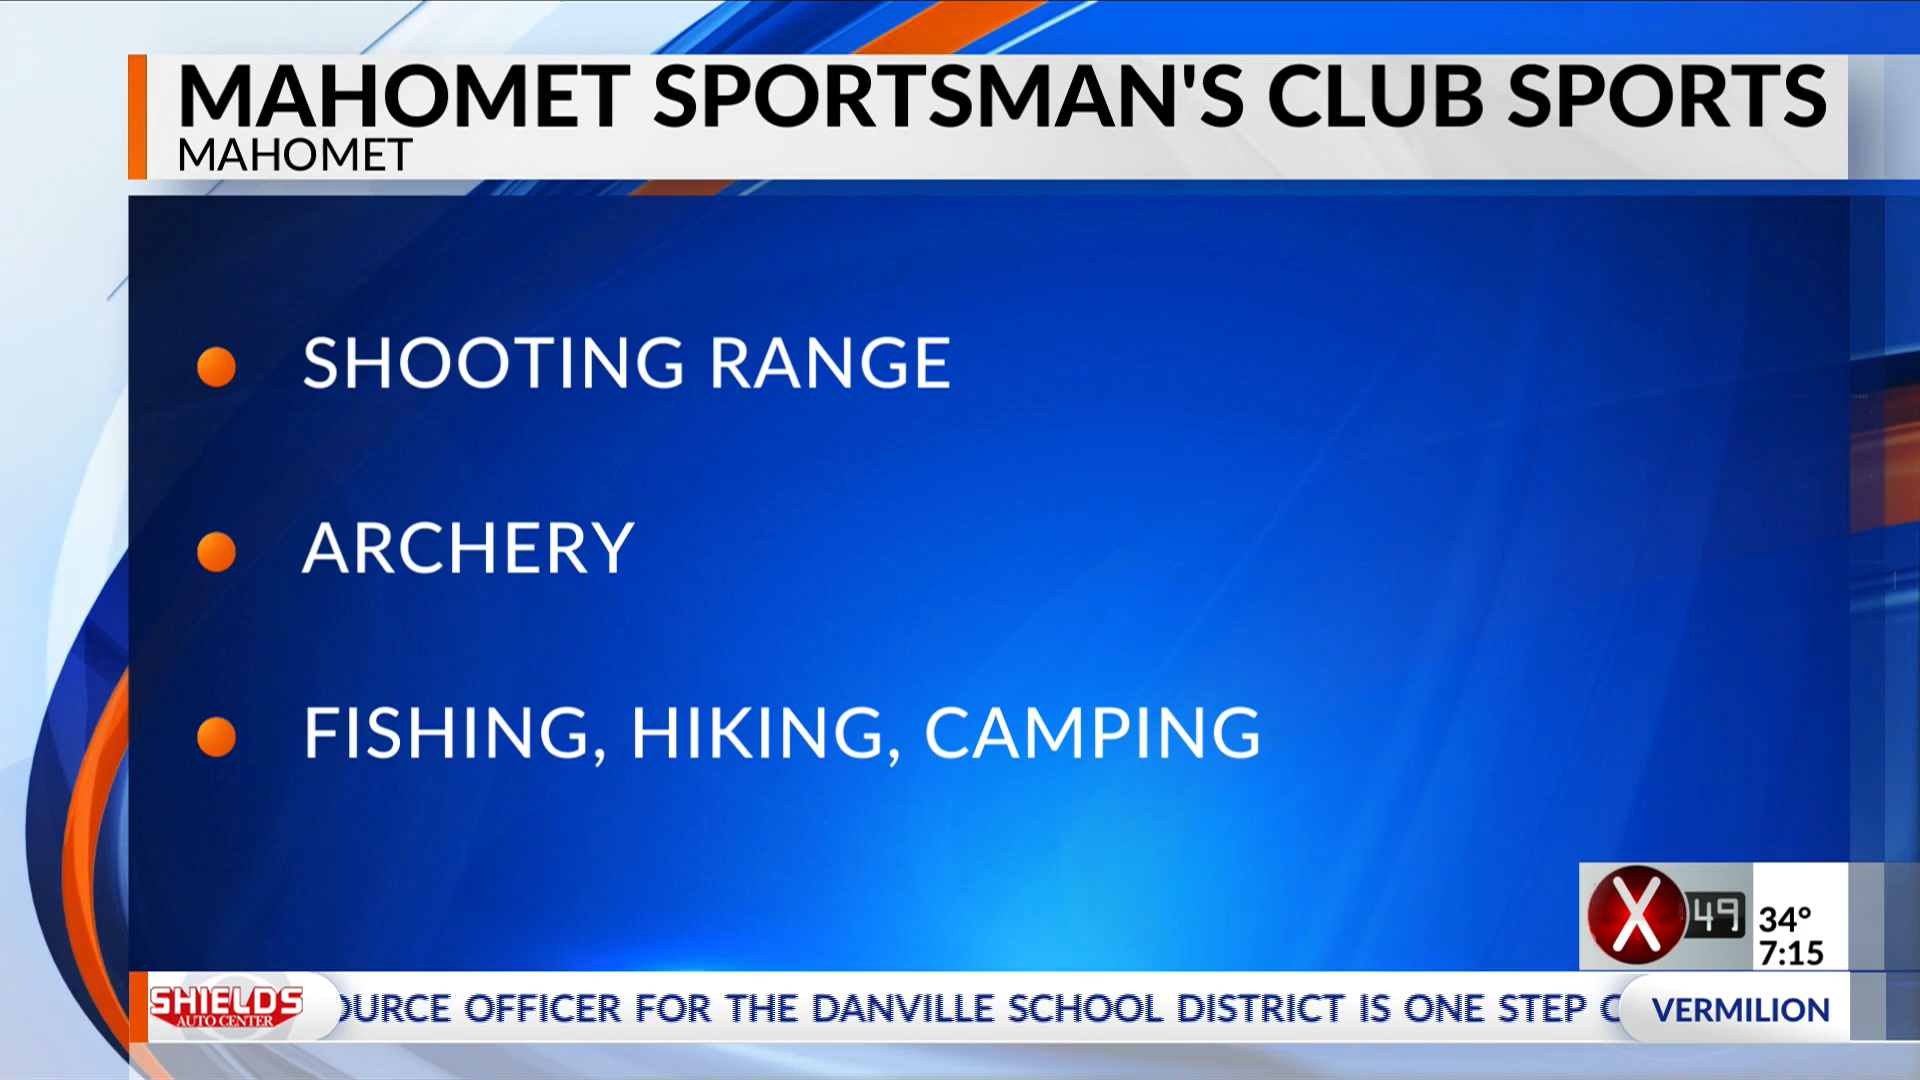 MAHOMET SPORTSMAN'S CLUB SPORTS
MAHOMET
SHOOTING RANGE
ARCHERY
FISHING, HIKING, CAMPING
X 49
34°
7:15
SHIELDS
AUTO CENTER
OURCE OFFICER FOR THE DANVILLE SCHOOL DISTRICT IS ONE STEP
VERMILION